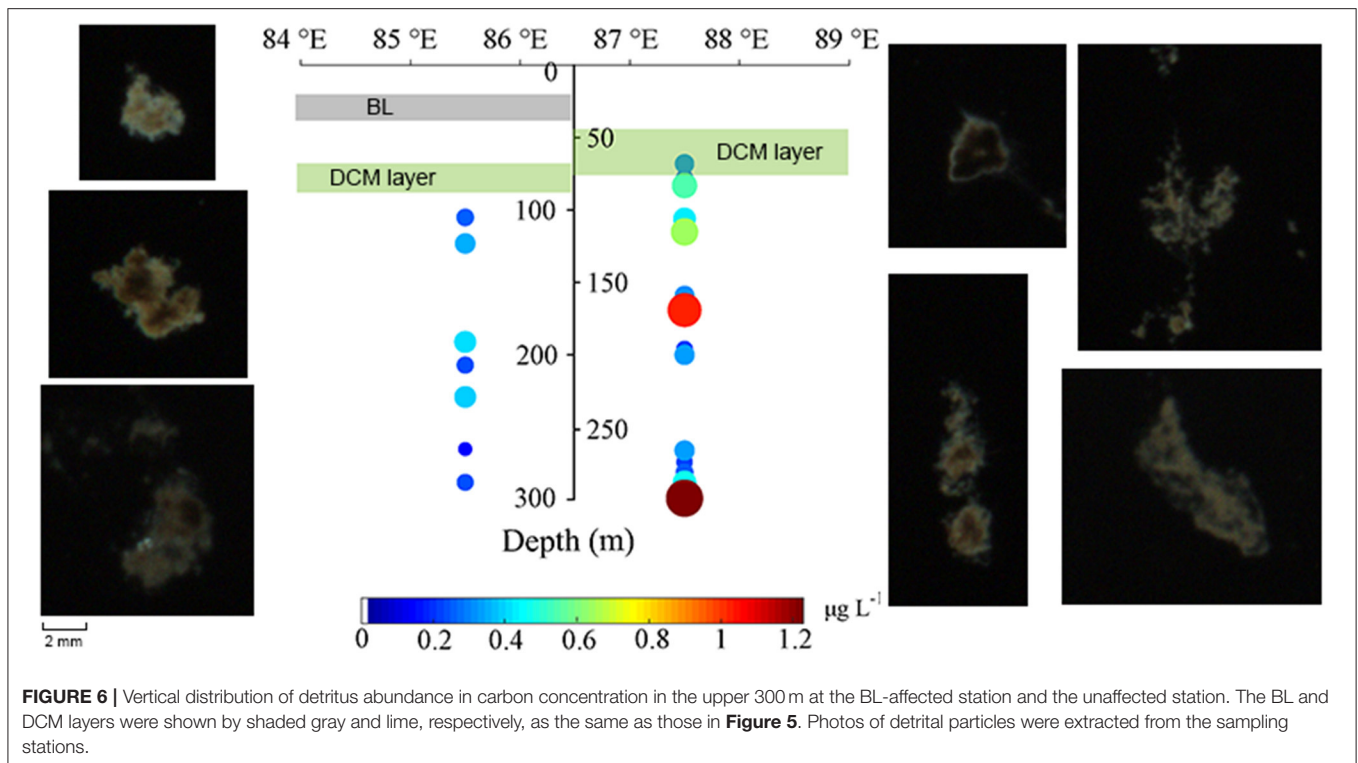 84 °E 85 °E 86 °E 87 °E 88 °E 89 °E
0
BL
50
DCM layer
DCM layer
100
150
200
250
300
Depth (m)
2 mm
µg L⁻¹
0 0.2 0.4 0.6 0.8 1 1.2
FIGURE 6 | Vertical distribution of detritus abundance in carbon concentration in the upper 300 m at the BL-affected station and the unaffected station. The BL and
DCM layers were shown by shaded gray and lime, respectively, as the same as those in Figure 5. Photos of detrital particles were extracted from the sampling
stations.